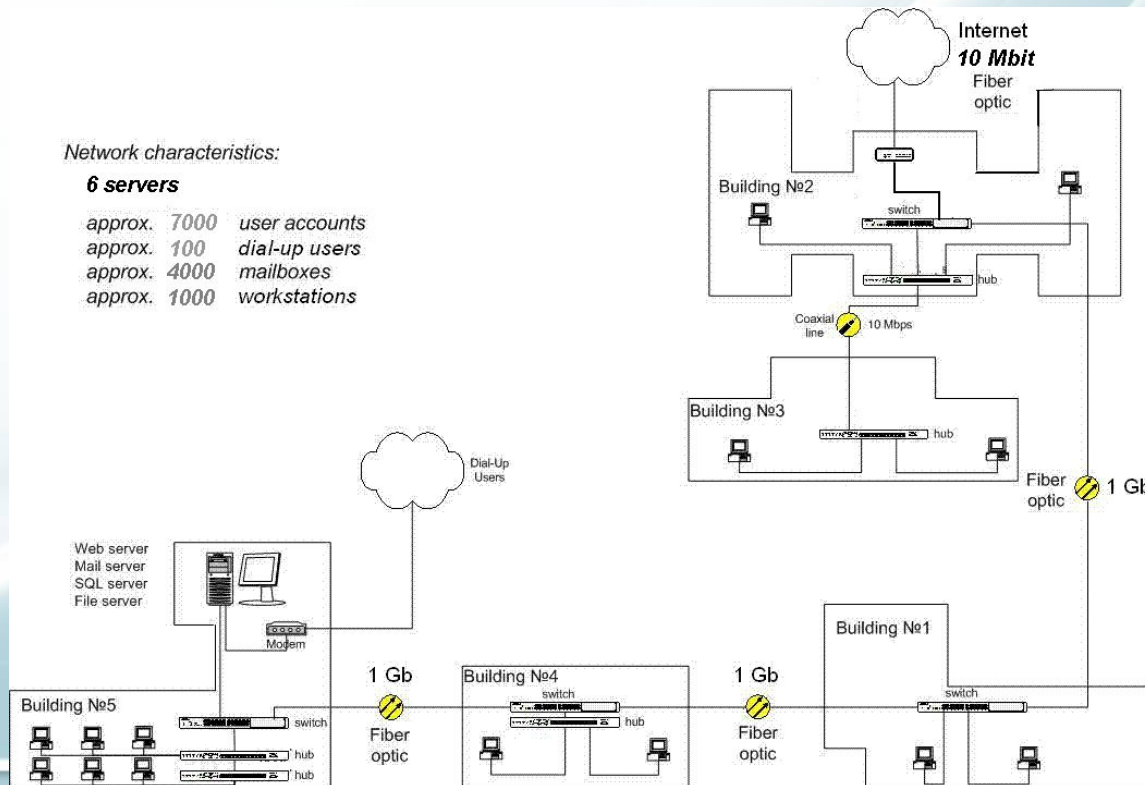 Internet
10 Mbit
Fiber
optic
Network characteristics:
6 servers
approx. 7000 user accounts
approx. 100 dial-up users
approx. 4000 mailboxes
approx. 1000 workstations
Building №2
switch
hub
Coaxial
line
10 Mbps
Building №3
hub
Dial-Up
Users
Fiber
optic
1 Gb
Web server
Mail server
SQL server
File server
Modem
Building №1
switch
1 Gb
Fiber
optic
Building №4
switch
hub
1 Gb
Fiber
optic
Building №5
switch
hub
hub